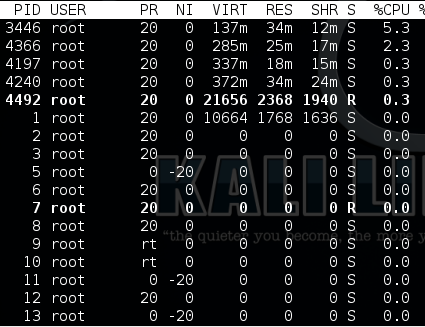 PID USER PR NI VIRT RES SHR S %CPU %
3446 root 20 0 137m 34m 12m S 5.3
4366 root 20 0 285m 25m 17m S 2.3
4197 root 20 0 337m 18m 15m S 0.3
4240 root 20 0 372m 34m 24m S 0.3
4492 root 20 0 21656 2368 1940 R 0.3
1 root 20 0 10664 1768 1636 S 0.0
2 root 20 0 0 0 0 S 0.0
3 root 20 0 0 0 0 S 0.0
5 root 0 -20 0 0 0 S 0.0
6 root 20 0 0 0 0 S 0.0
7 root 20 0 0 0 0 R 0.0
8 root 20 0 0 0 0 S 0.0
9 root rt 0 0 0 0 S 0.0
10 root rt 0 0 0 0 S 0.0
11 root 0 -20 0 0 0 S 0.0
12 root 20 0 0 0 0 S 0.0
13 root 0 -20 0 0 0 S 0.0
KALI LI
"the quieter you become, the more y